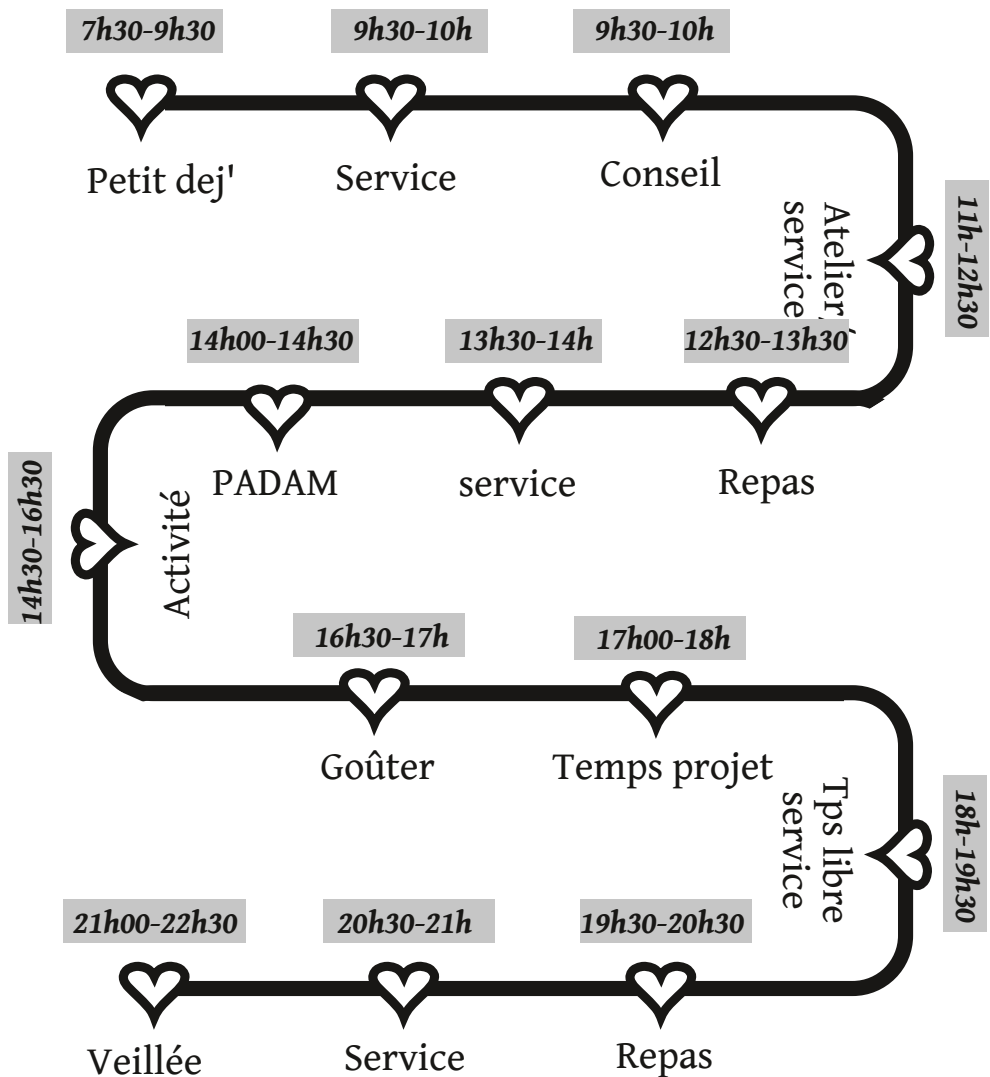 7h30-9h30
9h30-10h
9h30-10h
Petit dej'
Service
Conseil
11h-12h30
Atelier/
service
12h30-13h30
13h30-14h
14h00-14h30
Repas
service
PADAM
14h30-16h30
Activité
16h30-17h
17h00-18h
Goûter
Temps projet
18h-19h30
Tps libre
service
19h30-20h30
20h30-21h
21h00-22h30
Repas
Service
Veillée